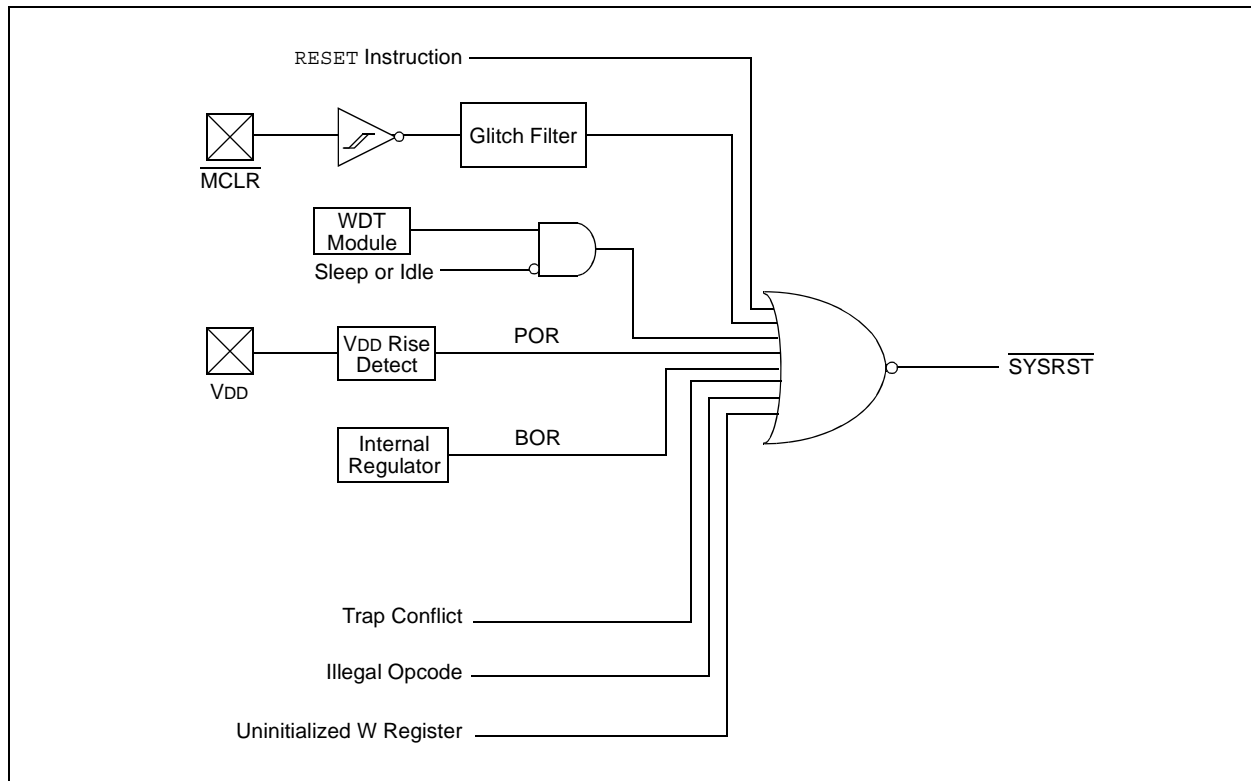 RESET Instruction
Glitch Filter
MCLR
WDT
Module
Sleep or Idle
VDD Rise
Detect
POR
VDD
SYSRST
Internal
Regulator
BOR
Trap Conflict
Illegal Opcode
Uninitialized W Register